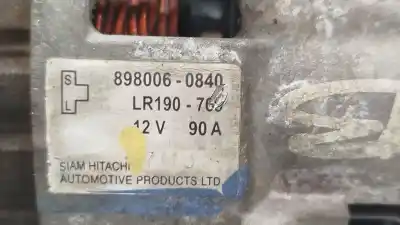 S
L
898006-0840
LR190-76
12 V 90 A
SIAM HITACHI
AUTOMOTIVE PRODUCTS LTD